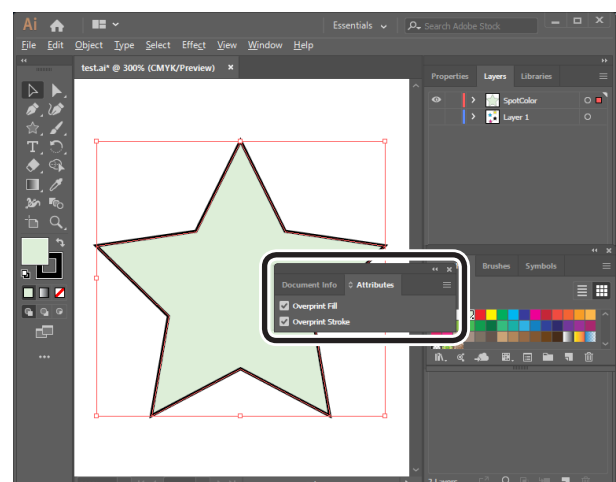 Ai
Essentials
Search Adobe Stock
File Edit Object Type Select Effect View Window Help
test.ai* @ 300% (CMYK/Preview) ×
Properties Layers Libraries
SpotColor
Layer 1
Brushes Symbols
Document Info Attributes
Overprint Fill
Overprint Stroke